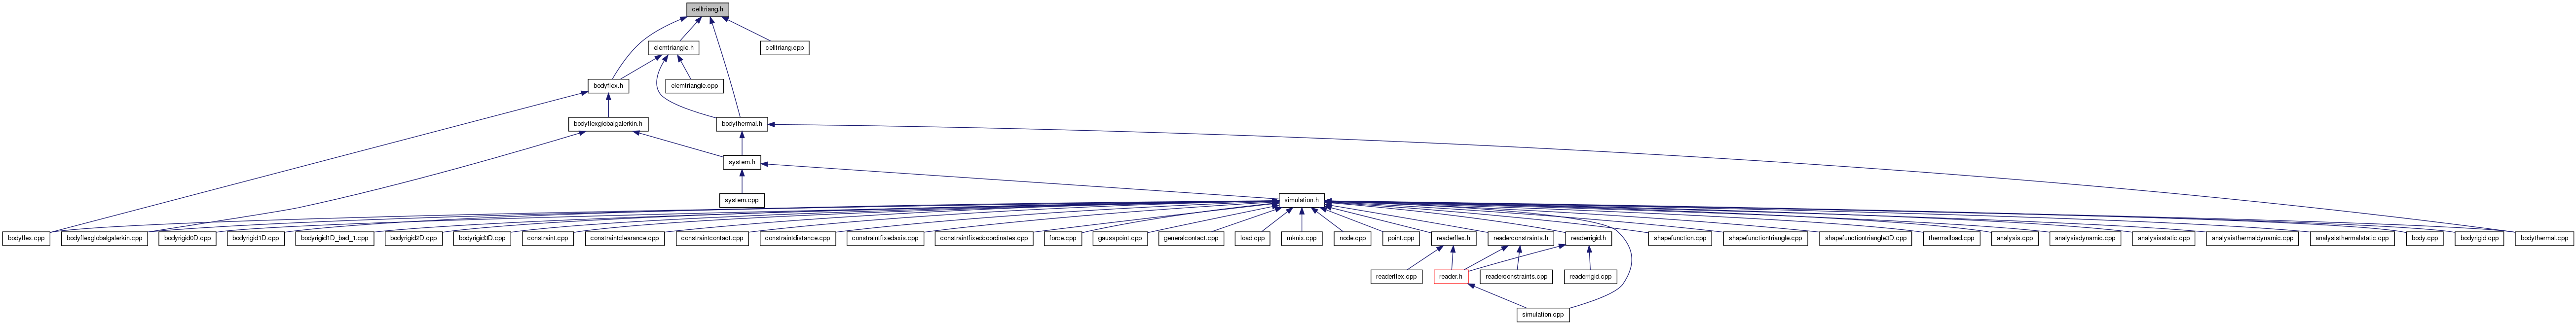 celltriang.h
elemtriangle.h
celltriang.cpp
bodyflex.h
elemtriangle.cpp
bodyflexglobalgalerkin.h
bodythermal.h
system.h
system.cpp
simulation.h
bodyflex.cpp
bodyflexglobalgalerkin.cpp
bodyrigid0D.cpp
bodyrigid1D.cpp
bodyrigid1D_bad_1.cpp
bodyrigid2D.cpp
bodyrigid3D.cpp
constraint.cpp
constraintclearance.cpp
constraintcontact.cpp
constraintdistance.cpp
constraintfixedaxis.cpp
constraintfixedcoordinates.cpp
force.cpp
gausspoint.cpp
generalcontact.cpp
load.cpp
mknix.cpp
node.cpp
point.cpp
readerflex.h
readerconstraints.h
readerrigid.h
shapefunction.cpp
shapefunctiontriangle.cpp
shapefunctiontriangle3D.cpp
thermalload.cpp
analysis.cpp
analysisdynamic.cpp
analysisstatic.cpp
analysisthermaldynamic.cpp
analysisthermalstatic.cpp
body.cpp
bodyrigid.cpp
bodythermal.cpp
readerflex.cpp
reader.h
readerconstraints.cpp
readerrigid.cpp
simulation.cpp